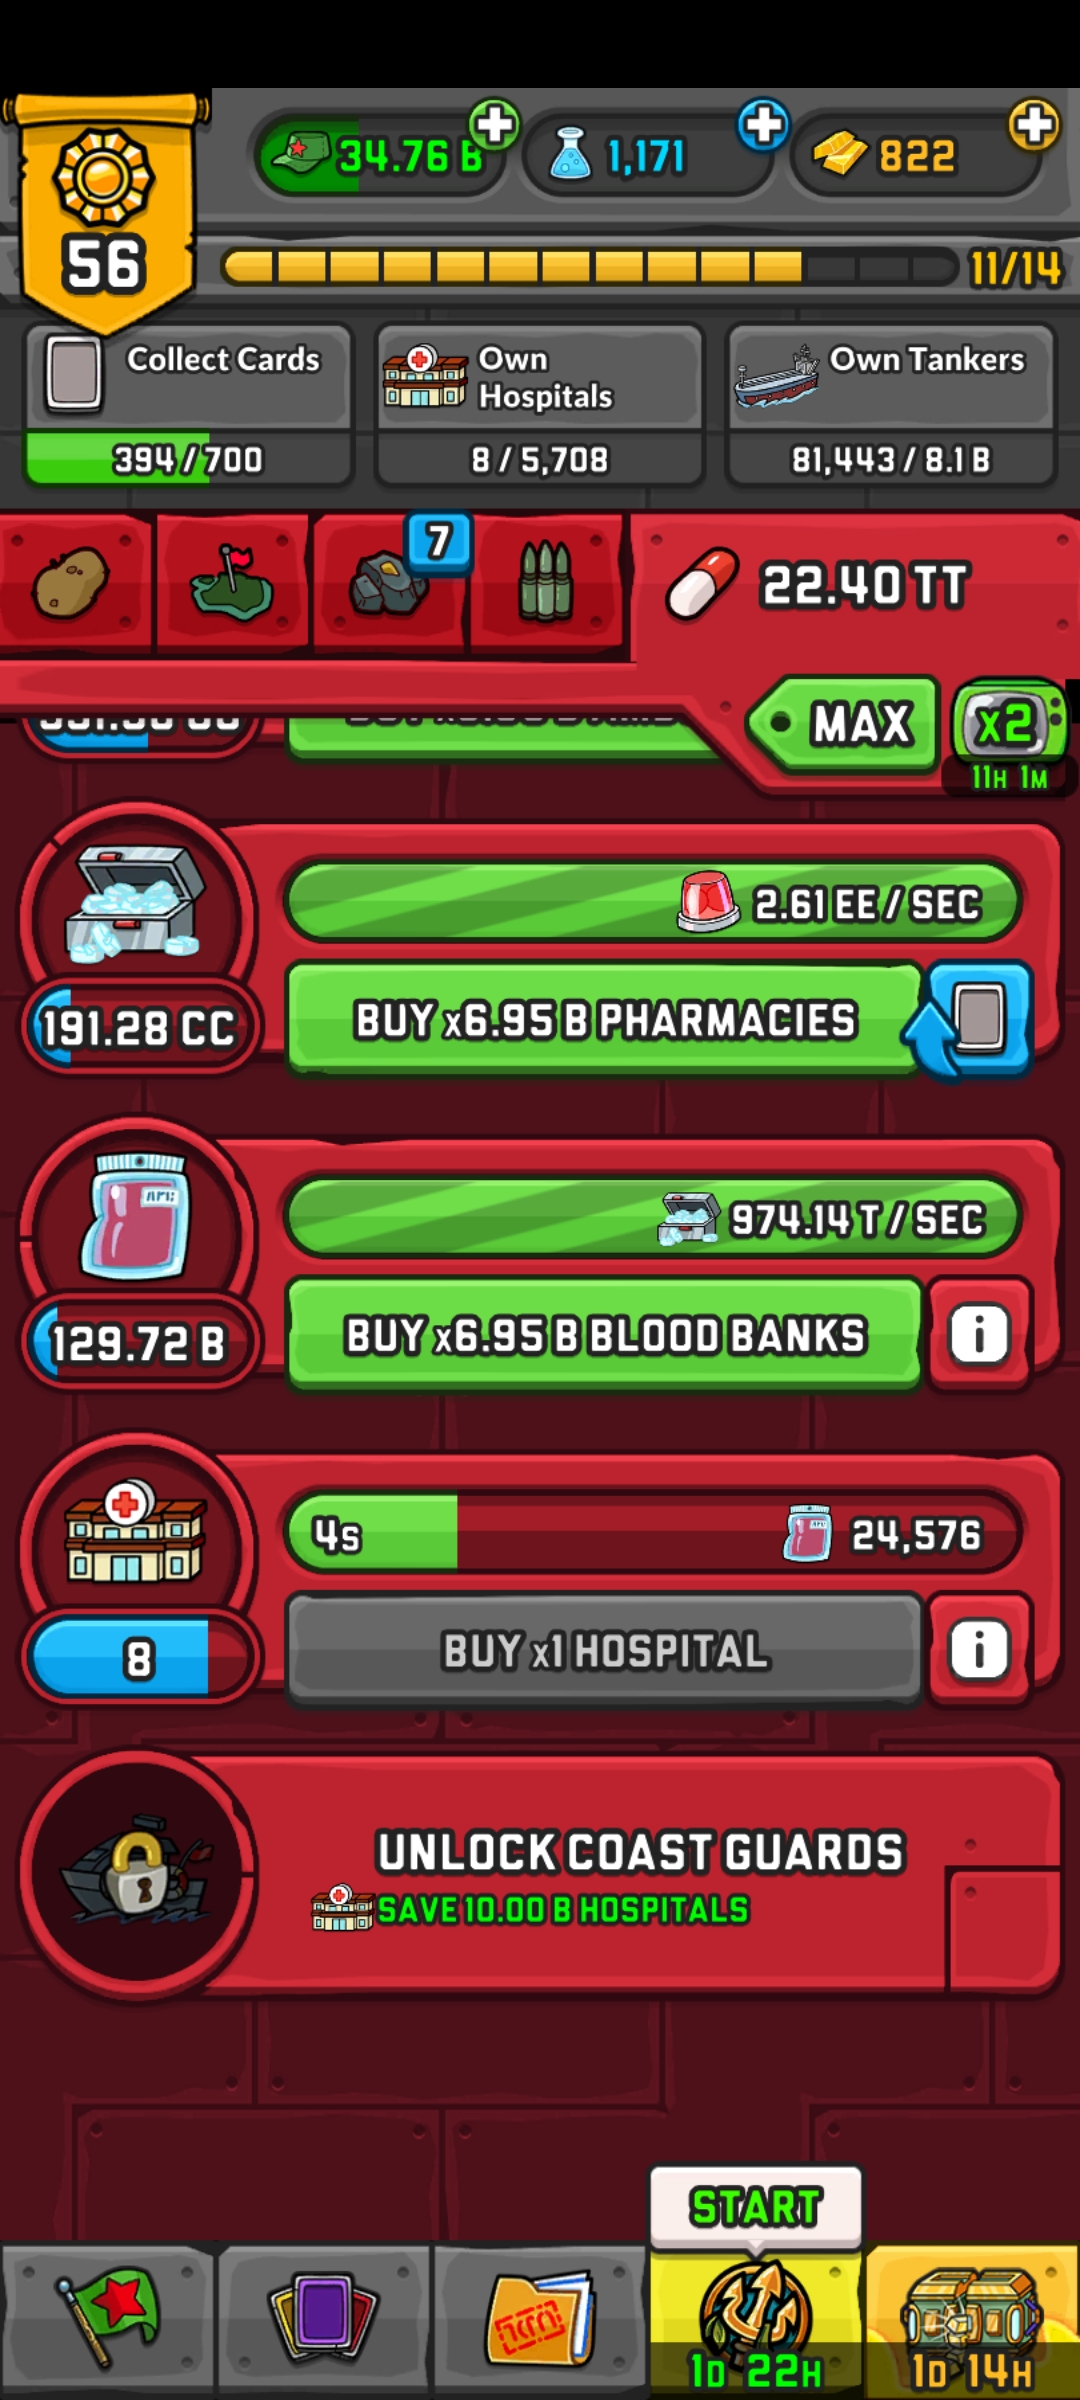 34.76 B
1,171
822
56
11/14
Collect Cards
394/700
Own
Hospitals
8/5,708
Own Tankers
81,443/8.1 B
7
22.40 TT
MAX
x2
11H 1M
2.61 EE / SEC
191.28 CC
BUY x6.95 B PHARMACIES
974.14 T / SEC
129.72 B
BUY x6.95 B BLOOD BANKS
i
4s
24,576
8
BUY x1 HOSPITAL
i
UNLOCK COAST GUARDS
SAVE 10.00 B HOSPITALS
START
1D 22H
1D 14H